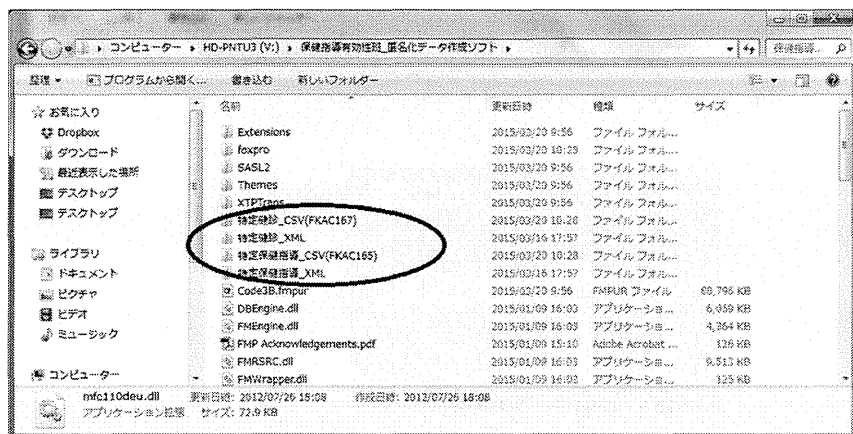 コンピューター ▸ HD-PNTU3 (V:) ▸ 保健指導有効性班_匿名化データ作成ソフト ▸
整理 ▼ プログラムから開く... 書き込む 新しいフォルダー
お気に入り
Dropbox
ダウンロード
最近表示した場所
デスクトップ
デスクトップ
ライブラリ
ドキュメント
ピクチャ
ビデオ
ミュージック
コンピューター
名前 更新日時 種類 サイズ
Extensions 2015/03/20 9:56 ファイル フォル...
foxpro 2015/03/20 10:25 ファイル フォル...
SASL2 2015/03/20 9:56 ファイル フォル...
Themes 2015/03/20 9:56 ファイル フォル...
XTPTrans 2015/03/20 9:56 ファイル フォル...
特定健診_CSV(FKAC167) 2015/03/20 10:28 ファイル フォル...
特定健診_XML 2015/03/16 17:57 ファイル フォル...
特定保健指導_CSV(FKAC165) 2015/03/20 10:28 ファイル フォル...
特定保健指導_XML 2015/03/16 17:57 ファイル フォル...
Code3B.fmpur 2015/03/20 9:56 FMPUR ファイル 80,796 KB
DBEngine.dll 2015/01/09 16:03 アプリケーショ... 6,059 KB
FMEngine.dll 2015/01/09 16:03 アプリケーショ... 4,364 KB
FMP Acknowledgements.pdf 2015/01/09 15:10 Adobe Acrobat ... 126 KB
FMRSRC.dll 2015/01/09 16:03 アプリケーショ... 9,513 KB
FMWrapper.dll 2015/01/09 16:03 アプリケーショ... 125 KB
mfc110deu.dll 更新日時: 2012/07/26 18:08 作成日時: 2012/07/26 18:08
アプリケーション拡張 サイズ: 72.9 KB